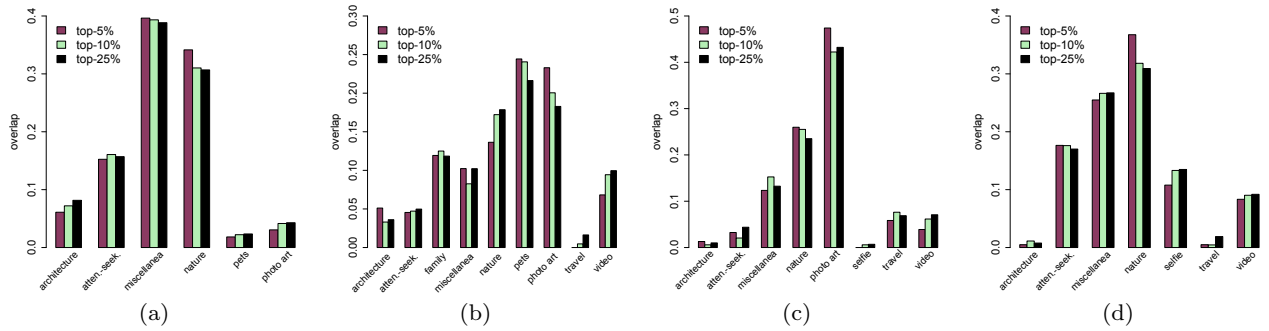 top-5%
top-10%
top-25%
overlap
0.0 0.1 0.2 0.3 0.4
architecture atten.-seek. miscellanea nature pets photo art
(a)
top-5%
top-10%
top-25%
overlap
0.00 0.05 0.10 0.15 0.20 0.25 0.30
architecture atten.-seek. family miscellanea nature pets photo art travel video
(b)
top-5%
top-10%
top-25%
overlap
0.0 0.1 0.2 0.3 0.4 0.5
architecture atten.-seek. miscellanea nature photo art selfie travel video
(c)
top-5%
top-10%
top-25%
overlap
0.0 0.1 0.2 0.3 0.4
architecture atten.-seek. miscellanea nature selfie travel video
(d)